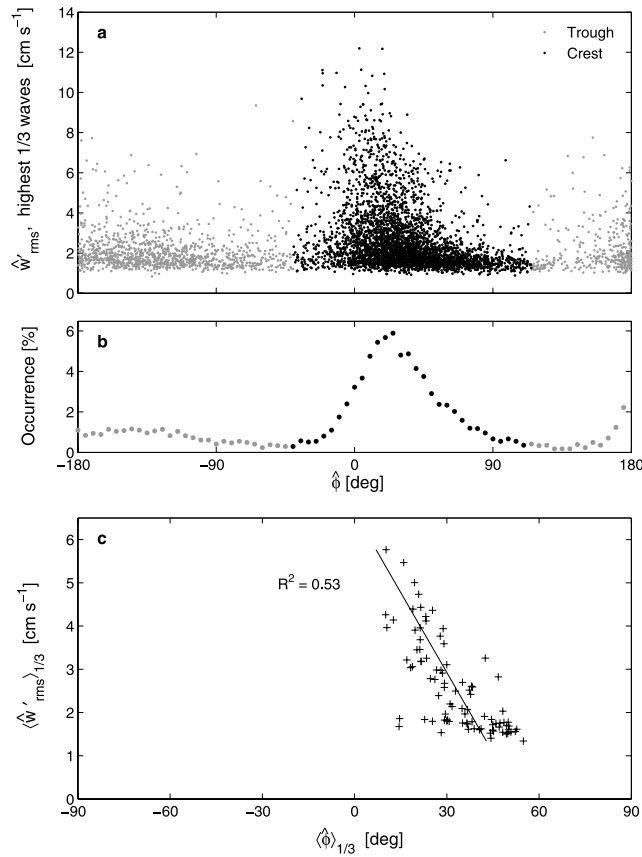 a
Trough
Crest
ŵ′rms, highest 1/3 waves [cm s−1]
14
12
10
8
6
4
2
0
b
Occurrence [%]
6
4
2
0
−180 −90 0 90 180
ϕ̂ [deg]
c
R2 = 0.53
⟨ŵ′rms⟩1/3 [cm s−1]
6
5
4
3
2
1
0
−90 −60 −30 0 30 60 90
⟨ϕ̂⟩1/3 [deg]